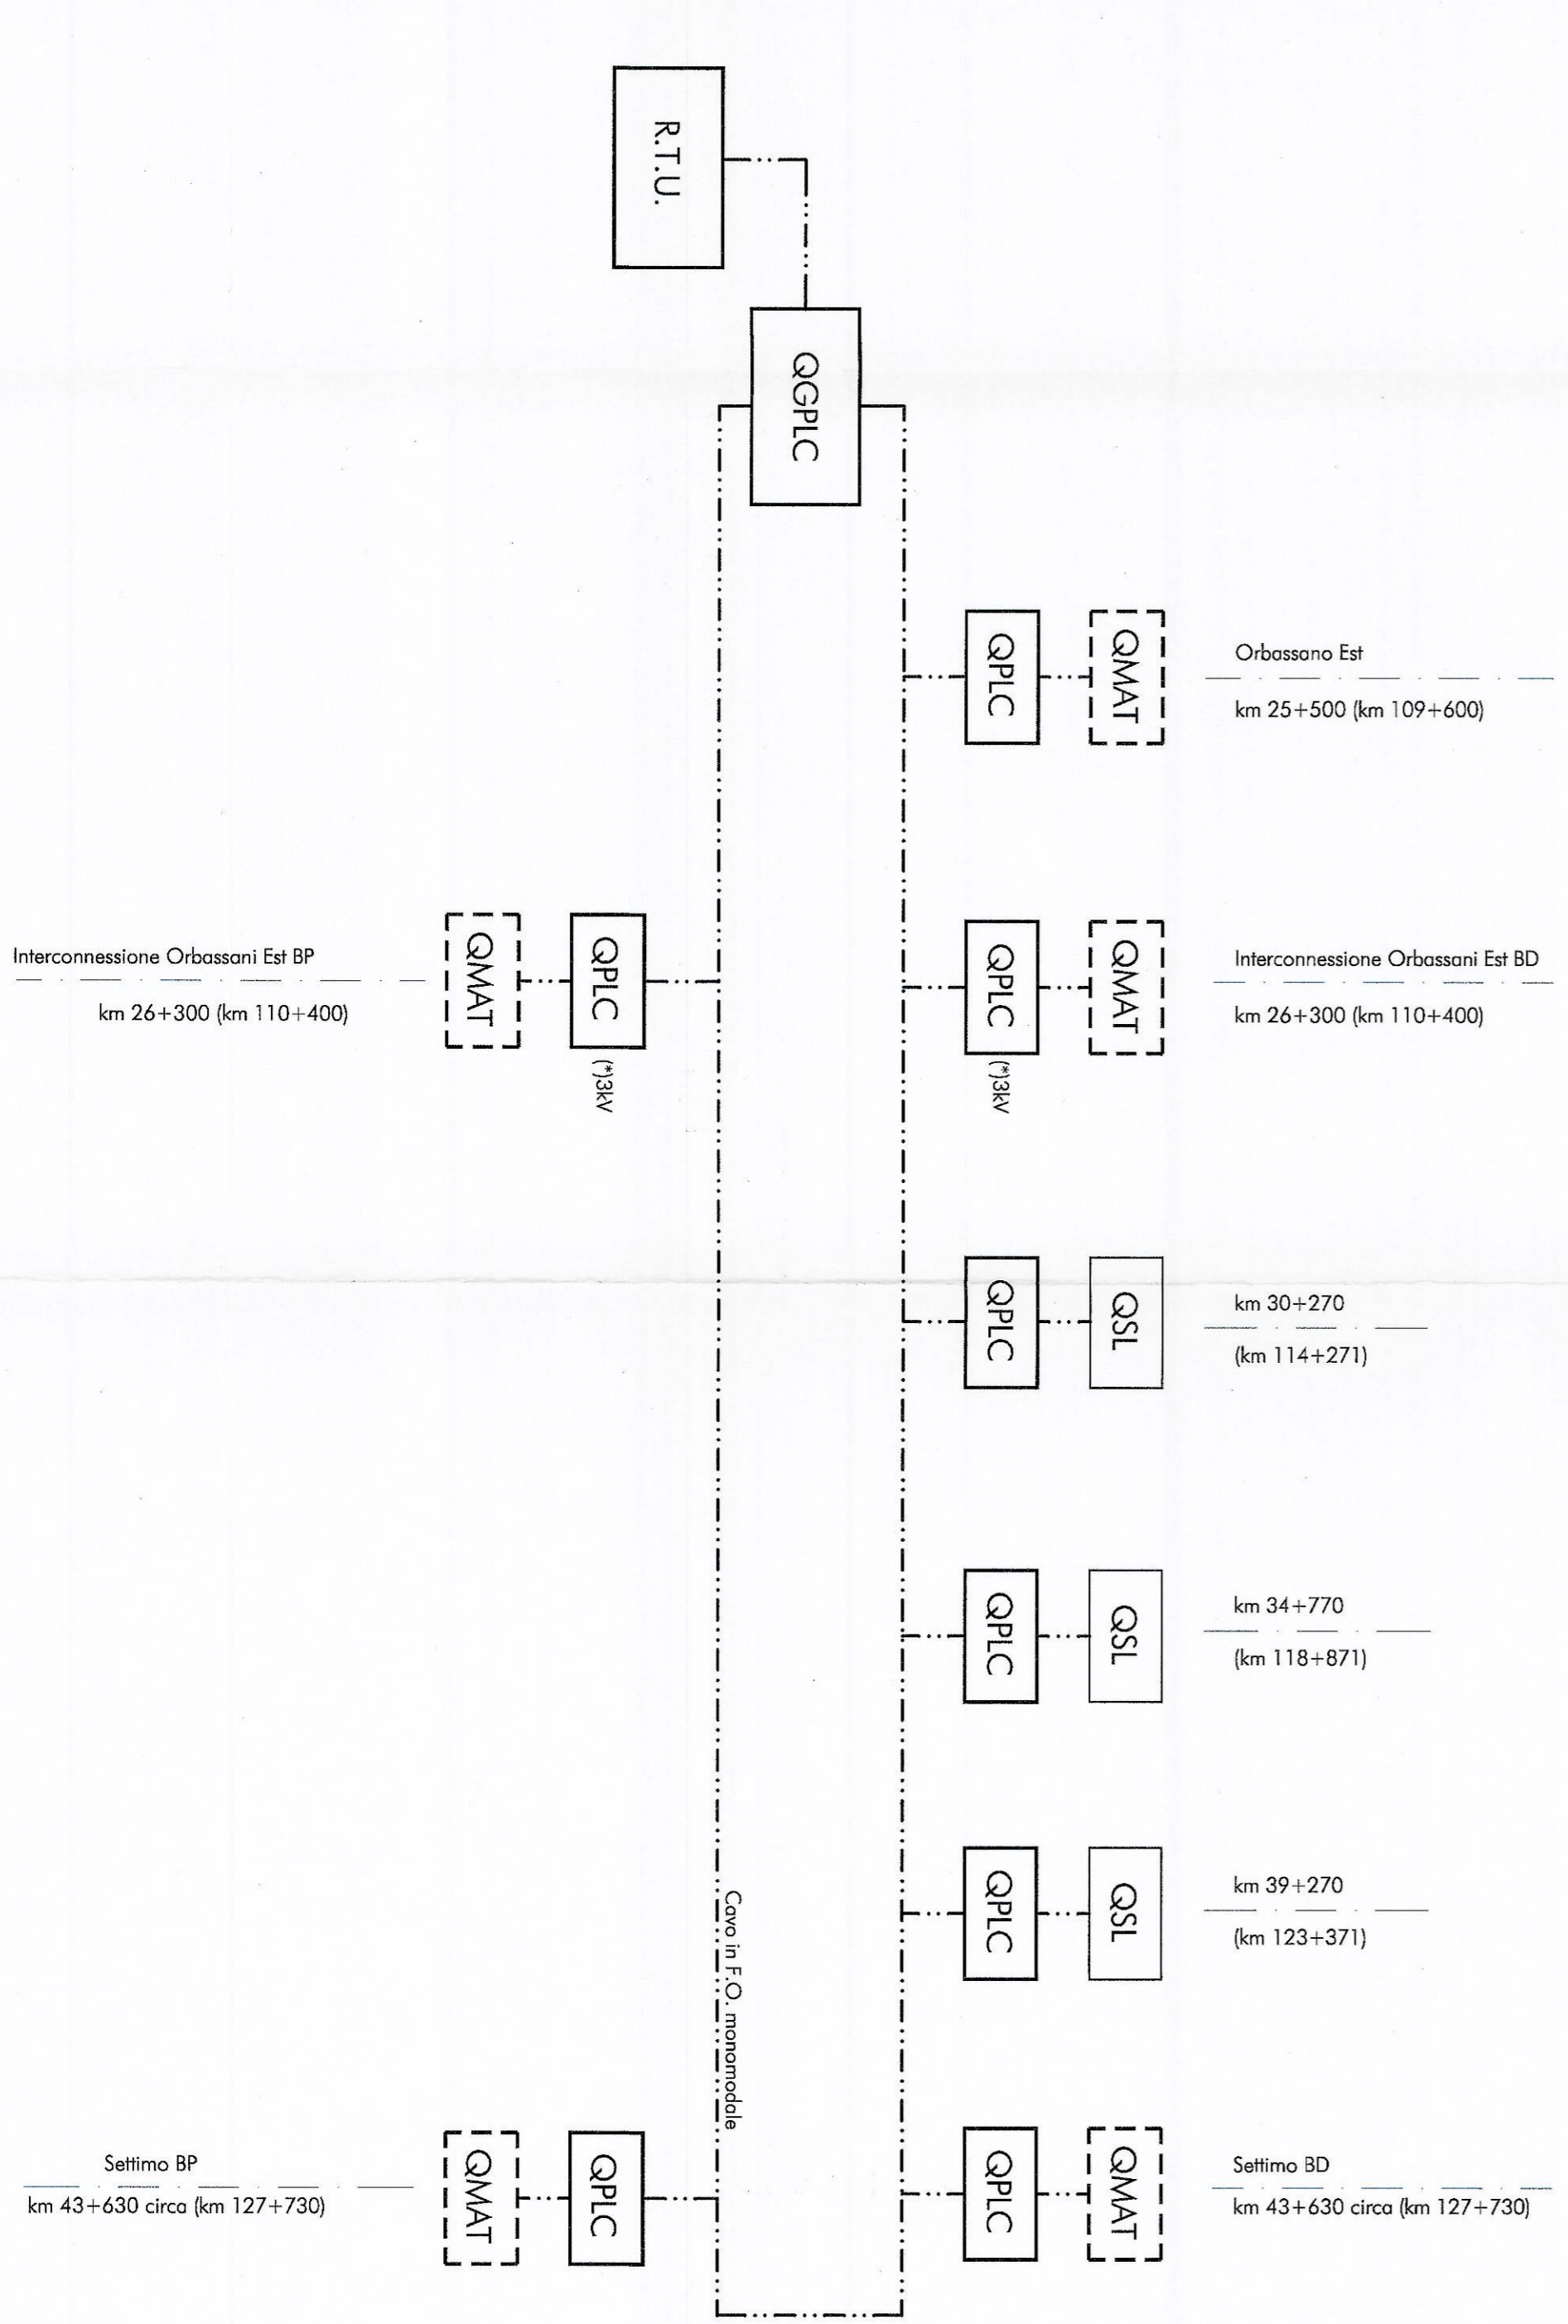 R.T.U.
QGPLC
QPLC
QMAT
Orbassano Est
km 25+500 (km 109+600)
Interconnessione Orbassani Est BP
km 26+300 (km 110+400)
QMAT
QPLC
(*)3kV
QPLC
(*)3kV
QMAT
Interconnessione Orbassani Est BD
km 26+300 (km 110+400)
QPLC
QSL
km 30+270
(km 114+271)
QPLC
QSL
km 34+770
(km 118+871)
QPLC
QSL
km 39+270
(km 123+371)
Cavo in F.O. monomodale
Settimo BP
km 43+630 circa (km 127+730)
QMAT
QPLC
QPLC
QMAT
Settimo BD
km 43+630 circa (km 127+730)